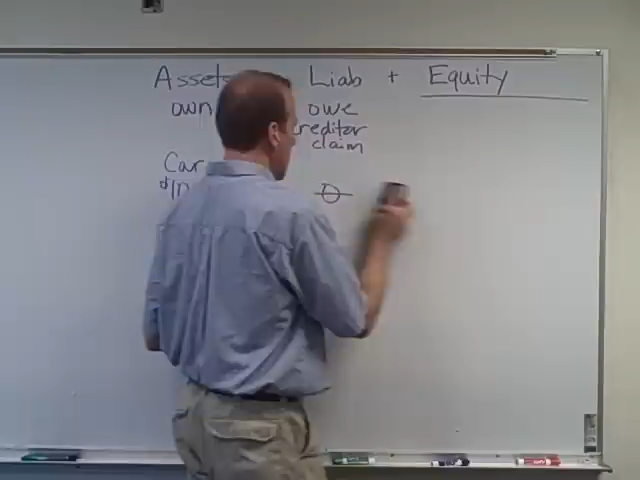 Assets Liab + Equity
own owe
creditor
claim
Car